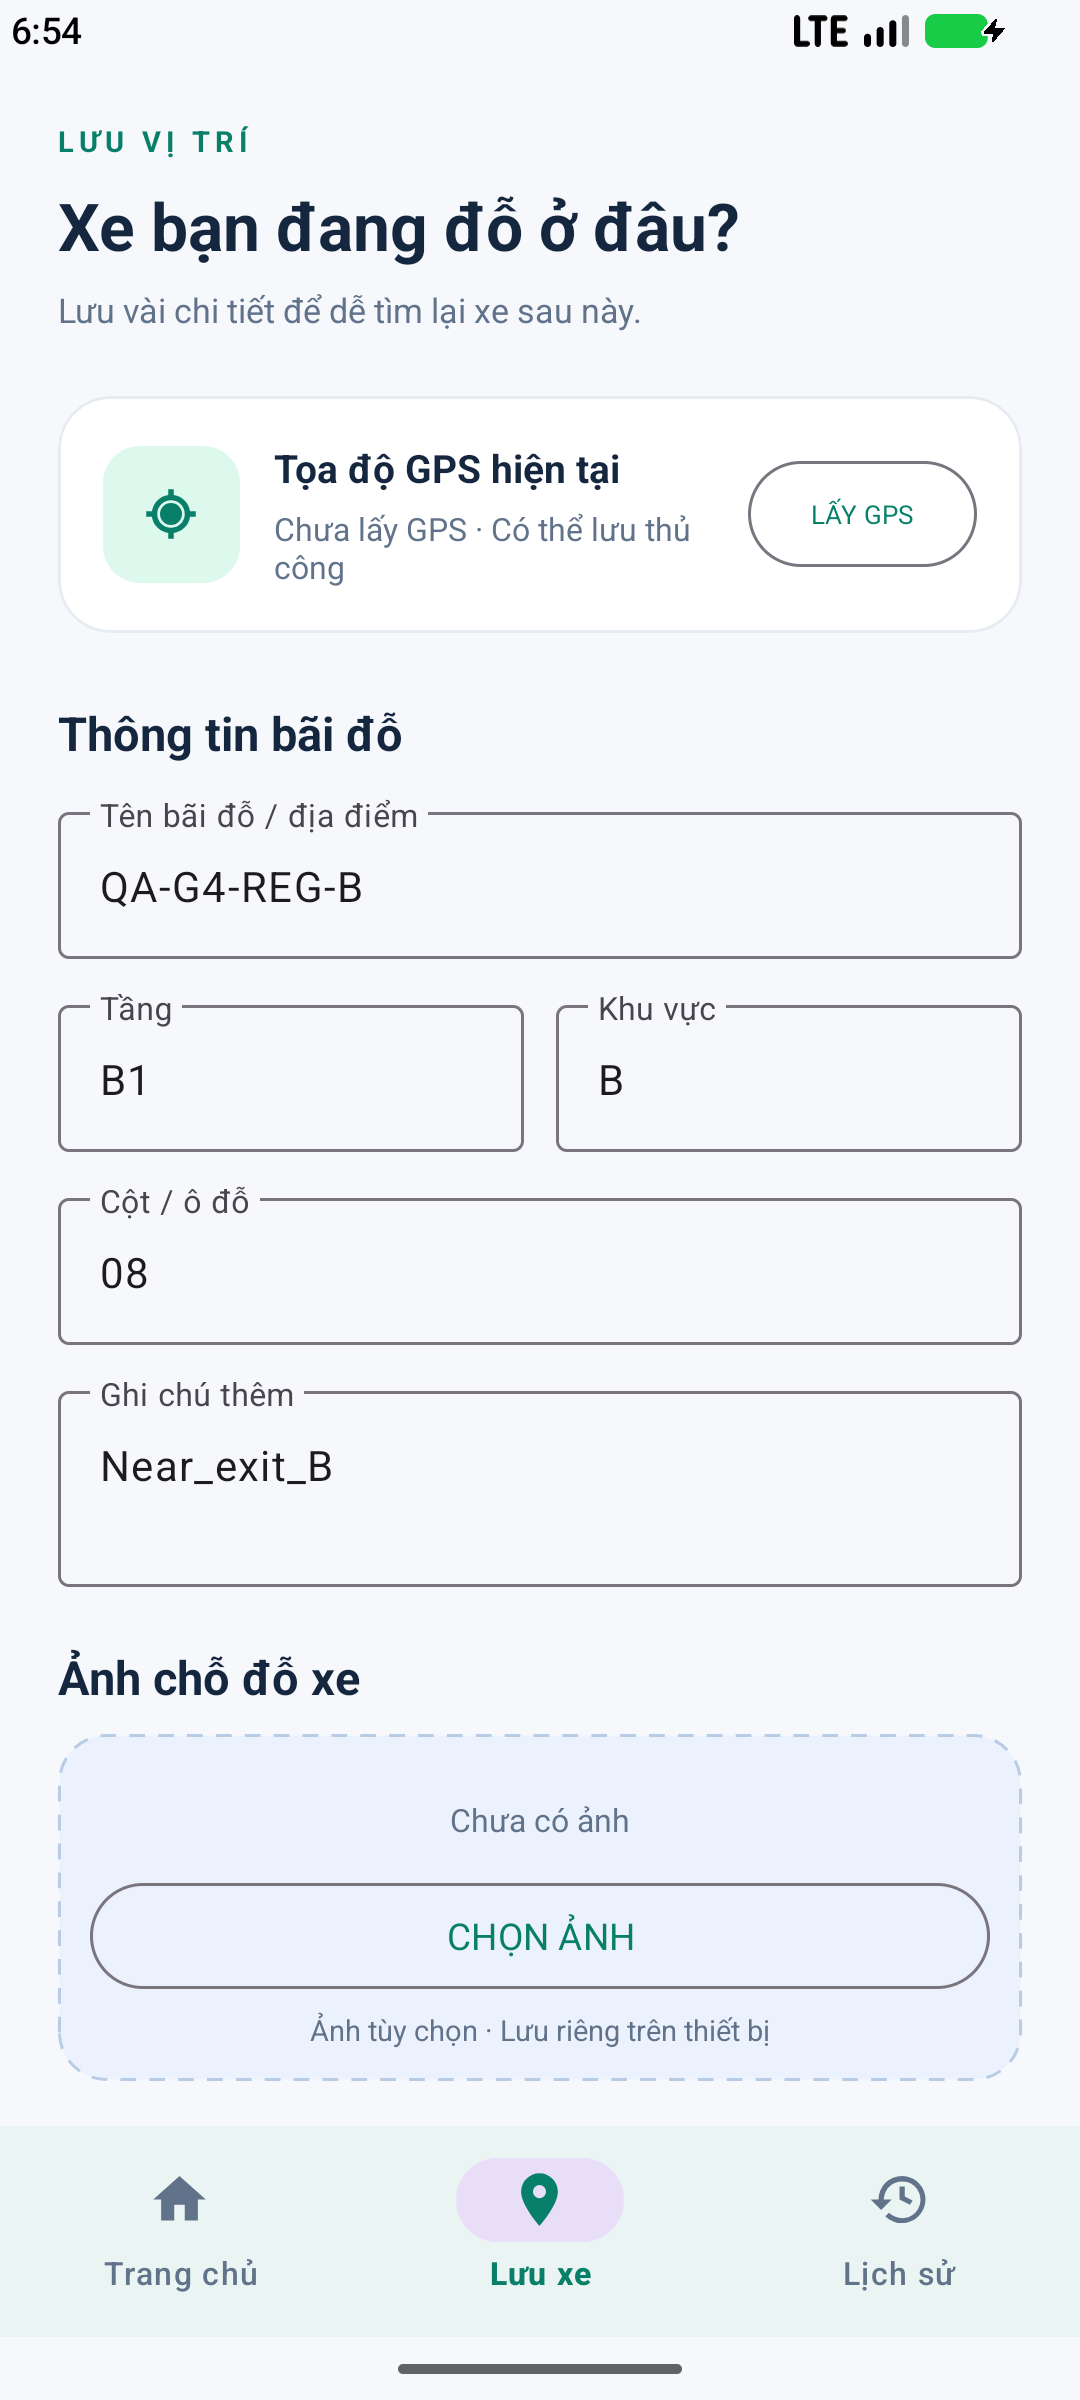 6:54
LTE
LƯU VỊ TRÍ
Xe bạn đang đỗ ở đâu?
Lưu vài chi tiết để dễ tìm lại xe sau này.
Tọa độ GPS hiện tại
Chưa lấy GPS · Có thể lưu thủ
công
LẤY GPS
Thông tin bãi đỗ
Tên bãi đỗ / địa điểm
QA-G4-REG-B
Tầng
B1
Khu vực
B
Cột / ô đỗ
08
Ghi chú thêm
Near_exit_B
Ảnh chỗ đỗ xe
Chưa có ảnh
CHỌN ẢNH
Ảnh tùy chọn · Lưu riêng trên thiết bị
Trang chủ
Lưu xe
Lịch sử